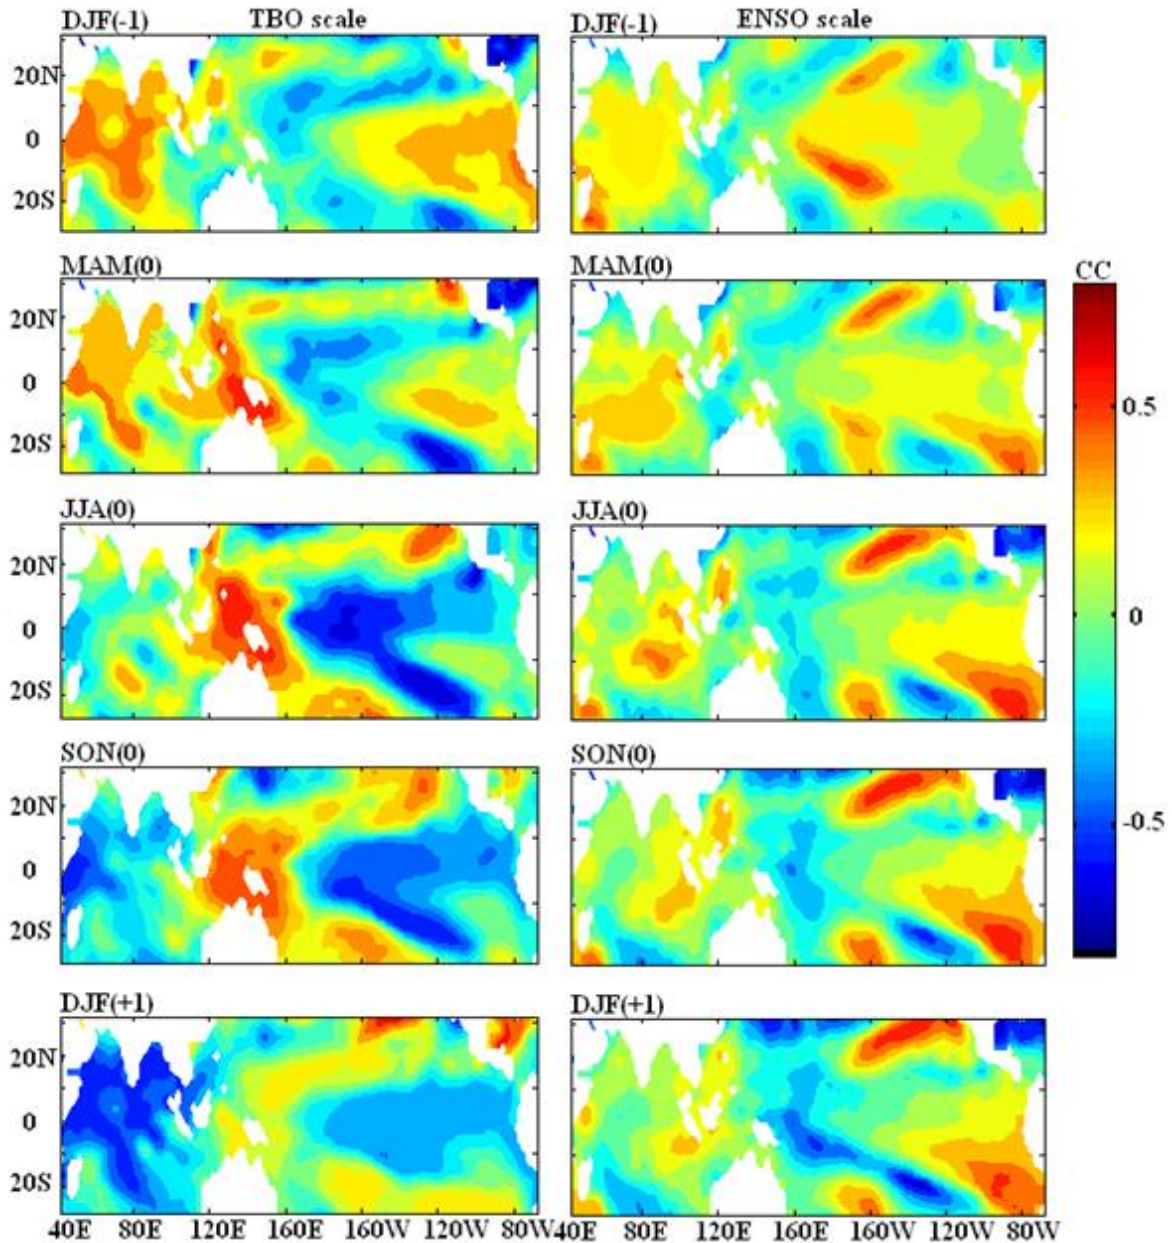 TBO scale ENSO scale
DJF(-1) DJF(-1)
20N
0
20S
MAM(0) MAM(0)
CC
20N
0
0.5
20S
JJA(0) JJA(0)
20N
0
0
20S
SON(0) SON(0)
20N
-0.5
0
20S
DJF(+1) DJF(+1)
20N
0
20S
40E 80E 120E 160E 160W 120W 80W 40E 80E 120E 160E 160W 120W 80W